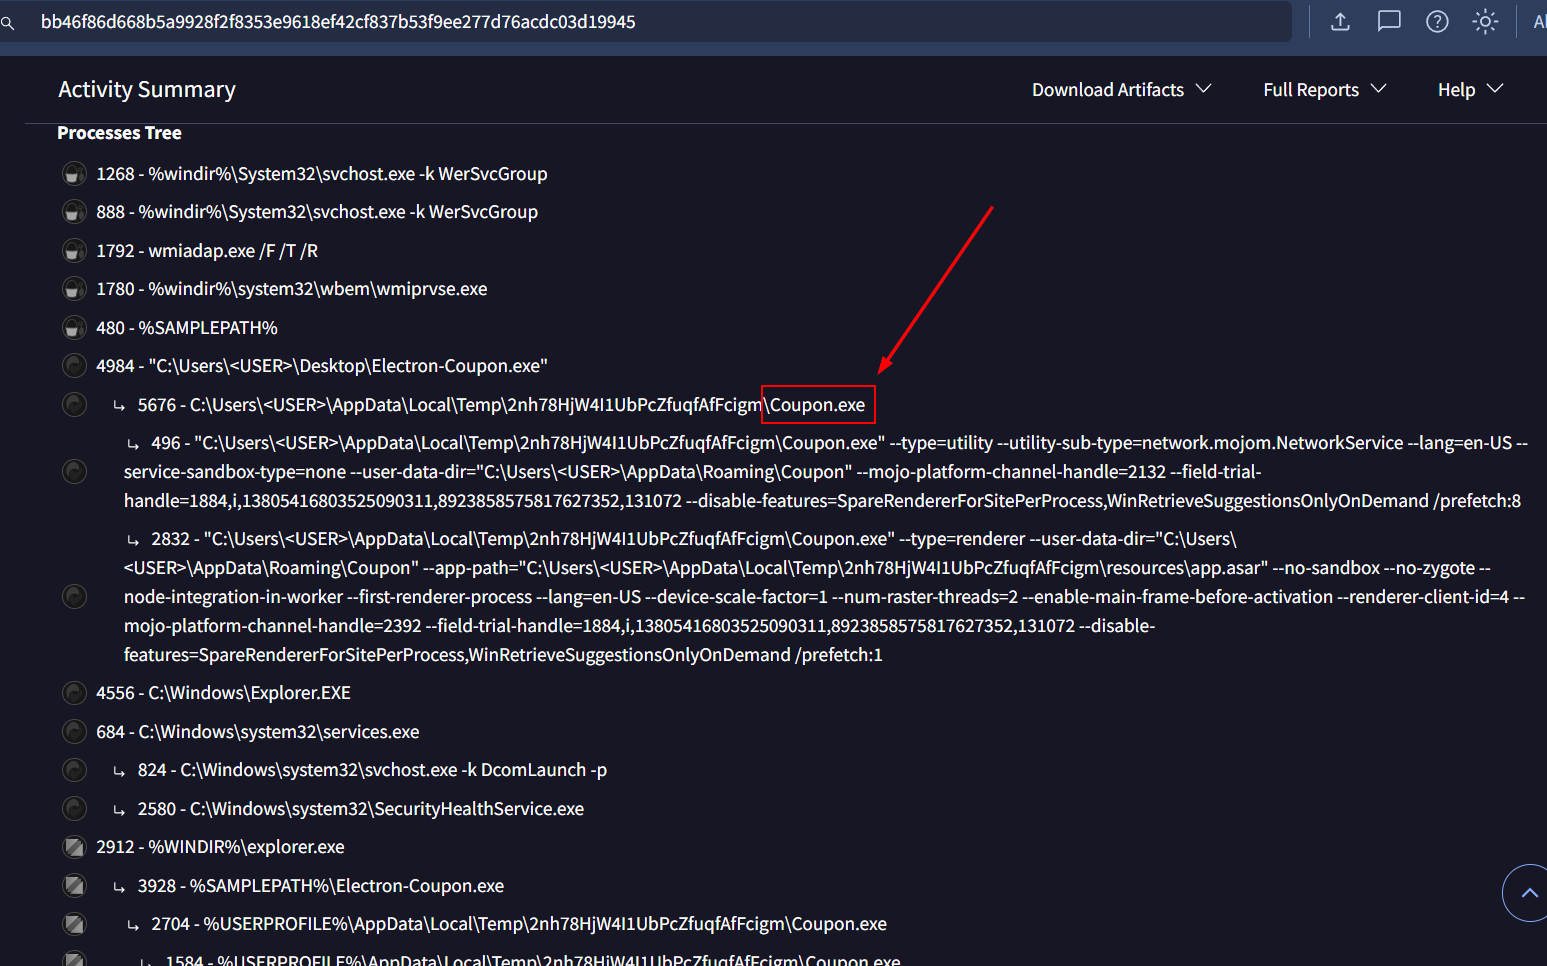 bb46f86d668b5a9928f2f8353e9618ef42cf837b53f9ee277d76acdc03d19945
Activity Summary
Download Artifacts
Full Reports
Help
Processes Tree
1268 - %windir%\System32\svchost.exe -k WerSvcGroup
888 - %windir%\System32\svchost.exe -k WerSvcGroup
1792 - wmiadap.exe /F /T /R
1780 - %windir%\system32\wbem\wmiprvse.exe
480 - %SAMPLEPATH%
4984 - "C:\Users\<USER>\Desktop\Electron-Coupon.exe"
5676 - C:\Users\<USER>\AppData\Local\Temp\2nh78HjW4I1UbPcZfuqfAfFcigm\Coupon.exe
496 - "C:\Users\<USER>\AppData\Local\Temp\2nh78HjW4I1UbPcZfuqfAfFcigm\Coupon.exe" --type=utility --utility-sub-type=network.mojom.NetworkService --lang=en-US --
service-sandbox-type=none --user-data-dir="C:\Users\<USER>\AppData\Roaming\Coupon" --mojo-platform-channel-handle=2132 --field-trial-
handle=1884,i,13805416803525090311,8923858575817627352,131072 --disable-features=SpareRendererForSitePerProcess,WinRetrieveSuggestionsOnlyOnDemand /prefetch:8
2832 - "C:\Users\<USER>\AppData\Local\Temp\2nh78HjW4I1UbPcZfuqfAfFcigm\Coupon.exe" --type=renderer --user-data-dir="C:\Users\
<USER>\AppData\Roaming\Coupon" --app-path="C:\Users\<USER>\AppData\Local\Temp\2nh78HjW4I1UbPcZfuqfAfFcigm\resources\app.asar" --no-sandbox --no-zygote --
node-integration-in-worker --first-renderer-process --lang=en-US --device-scale-factor=1 --num-raster-threads=2 --enable-main-frame-before-activation --renderer-client-id=4 --
mojo-platform-channel-handle=2392 --field-trial-handle=1884,i,13805416803525090311,8923858575817627352,131072 --disable-
features=SpareRendererForSitePerProcess,WinRetrieveSuggestionsOnlyOnDemand /prefetch:1
4556 - C:\Windows\Explorer.EXE
684 - C:\Windows\system32\services.exe
824 - C:\Windows\system32\svchost.exe -k DcomLaunch -p
2580 - C:\Windows\system32\SecurityHealthService.exe
2912 - %WINDIR%\explorer.exe
3928 - %SAMPLEPATH%\Electron-Coupon.exe
2704 - %USERPROFILE%\AppData\Local\Temp\2nh78HjW4I1UbPcZfuqfAfFcigm\Coupon.exe
1584 - %USERPROFILE%\AppData\Local\Temp\2nh78HjW4I1UbPcZfuqfAfFcigm\Coupon.exe